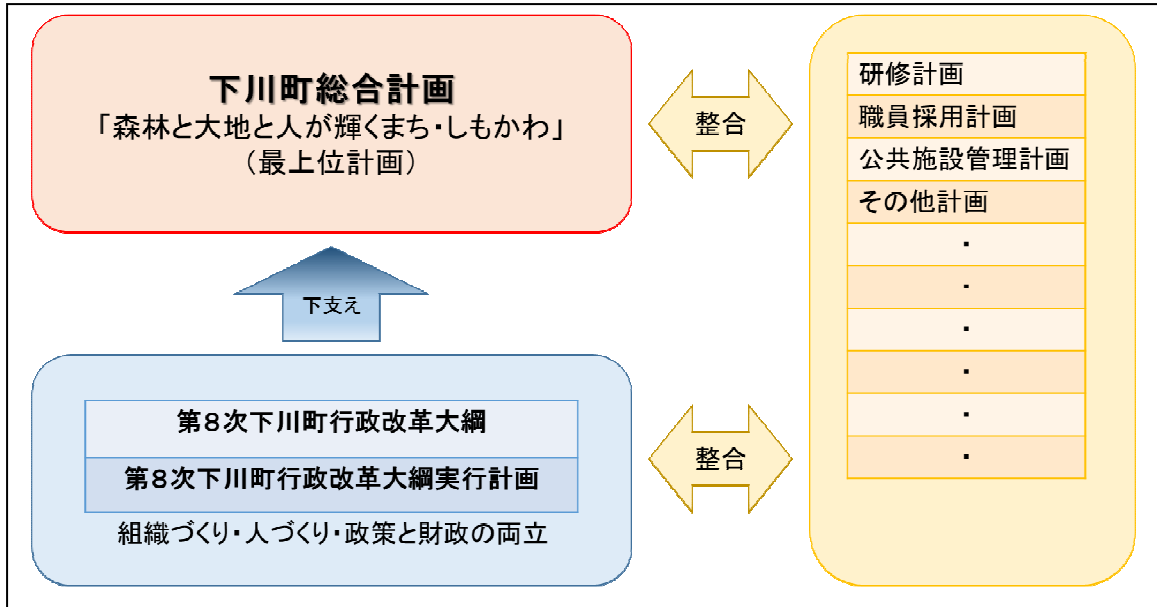 下川町総合計画
「森林と大地と人が輝くまち・しもかわ」
（最上位計画）
整合
研修計画
職員採用計画
公共施設管理計画
その他計画
・
・
・
・
・
・
下支え
第８次下川町行政改革大綱
第８次下川町行政改革大綱実行計画
組織づくり・人づくり・政策と財政の両立
整合